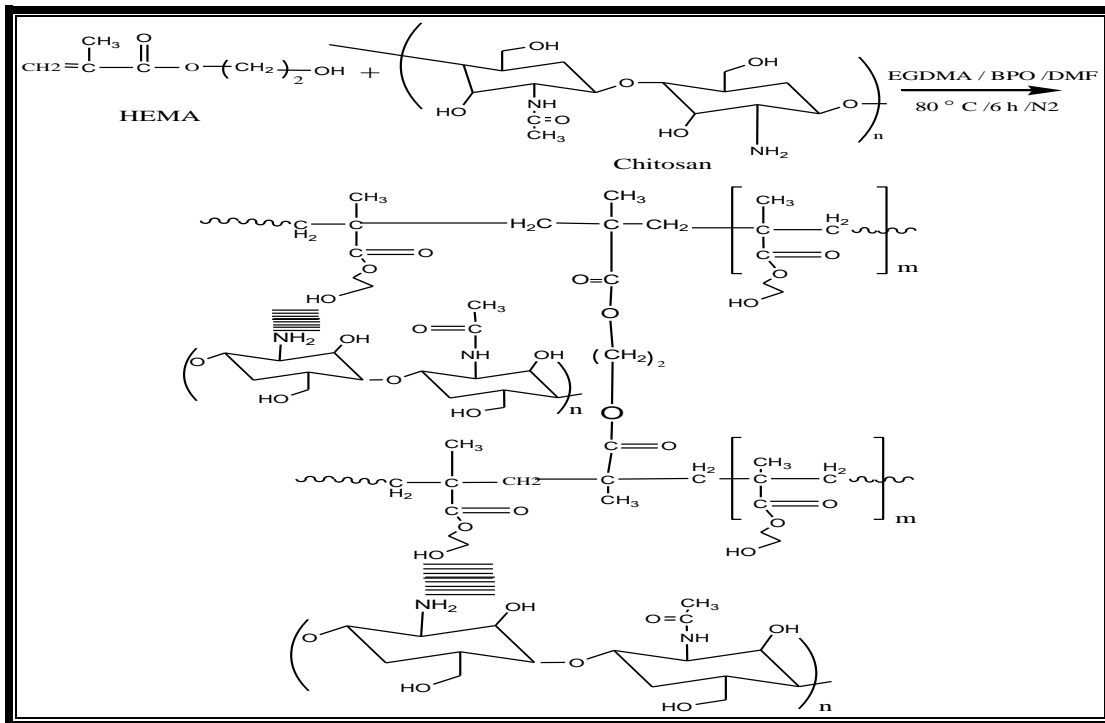 CH3 O OH OH
CH2=C—C—O—(CH2)2—OH + O O EGDMA / BPO /DMF
HO NH HO 80 ° C /6 h /N2
HEMA C=O n
CH3 NH2
Chitosan
CH3 CH3 CH3 H2
C C H2C C CH2 C C
H2
C O C O m
O O=C O
HO O HO
CH3
NH2 OH O C
O NH OH (CH2)2
O
HO HO n O
CH3 C O
H2 CH3 H2
C C CH2 C C C C
H2 CH3
C O C O m
O O
HO HO
NH2 OH O C CH3
O NH OH
O
HO HO n